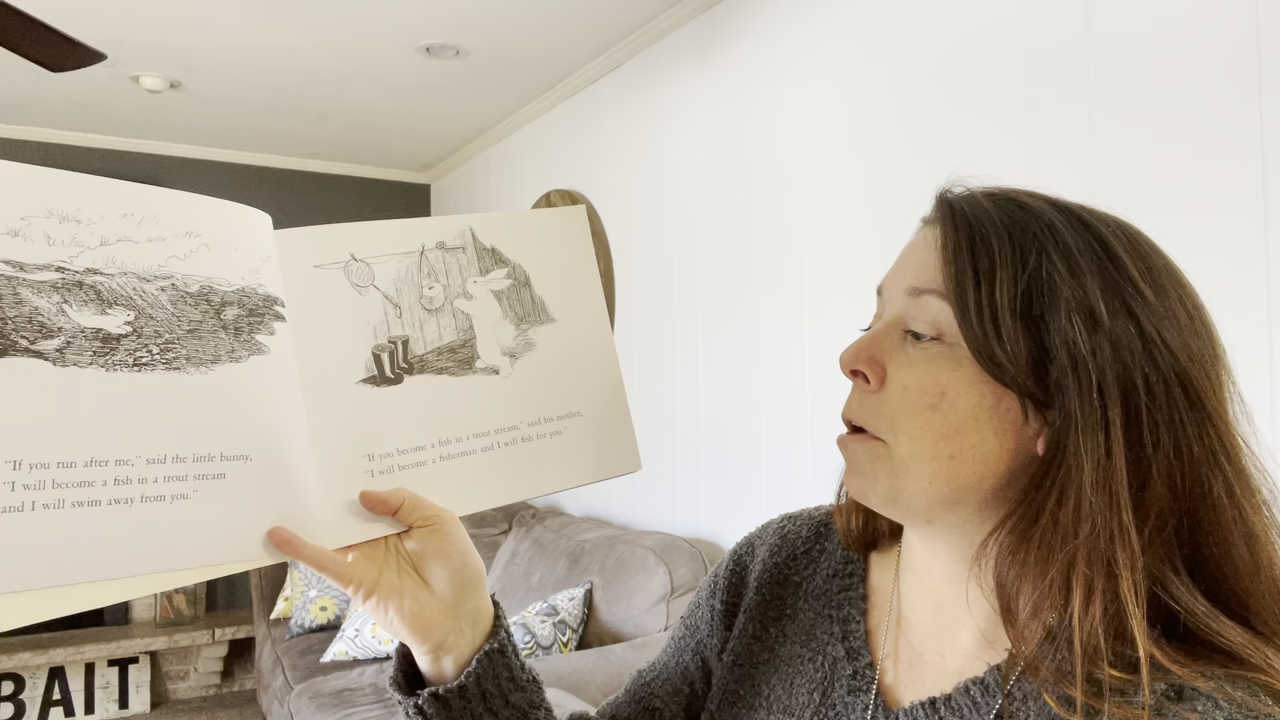 "If you run after me," said the little bunny,
"I will become a fish in a trout stream
and I will swim away from you."
"If you become a fish in a trout stream," said his mother,
"I will become a fisherman and I will fish for you."
BAIT